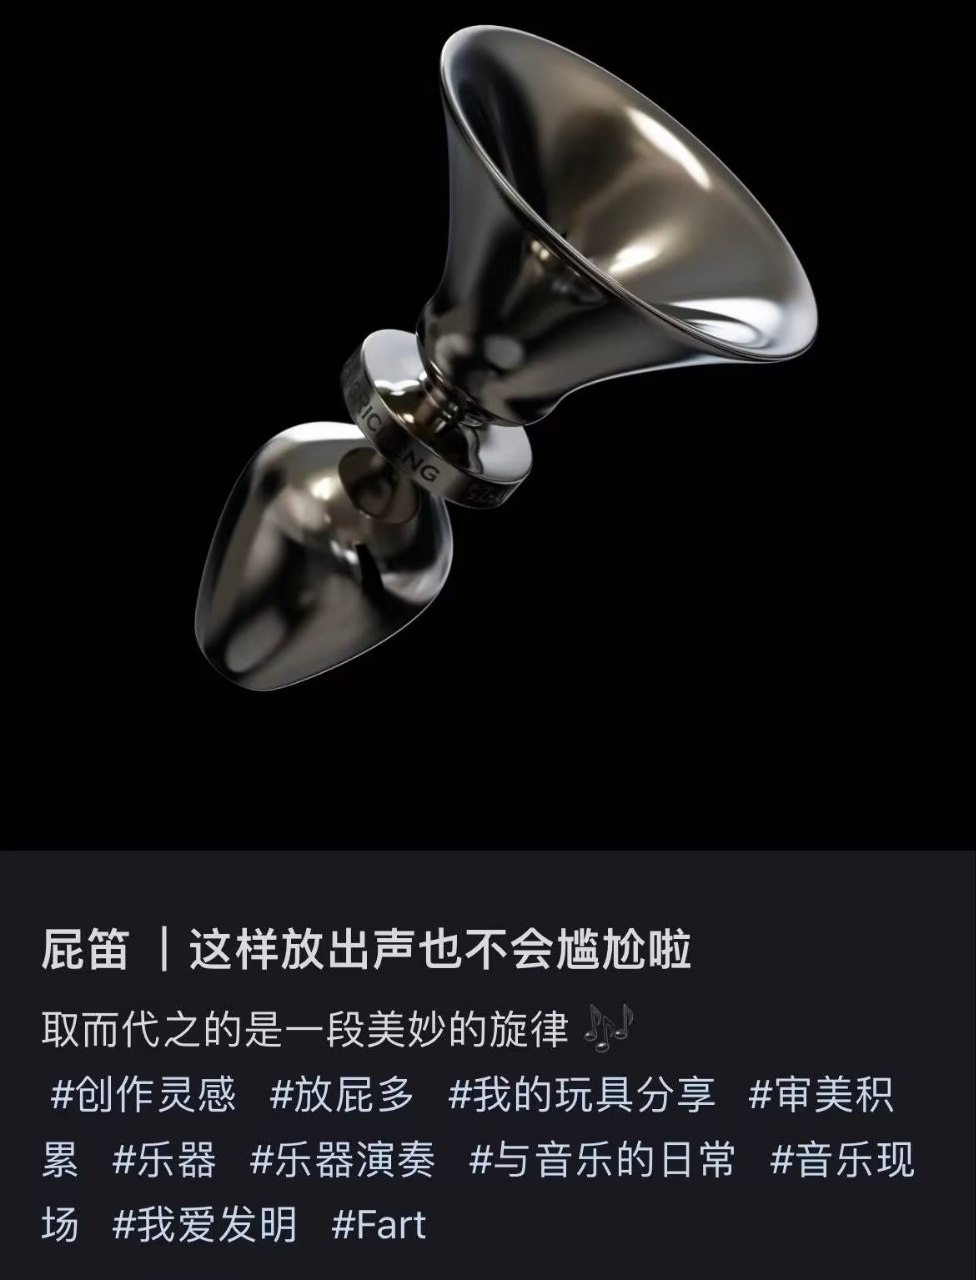 屁笛 ｜这样放出声也不会尴尬啦
取而代之的是一段美妙的旋律 🎶
#创作灵感 #放屁多 #我的玩具分享 #审美积
累 #乐器 #乐器演奏 #与音乐的日常 #音乐现
场 #我爱发明 #Fart